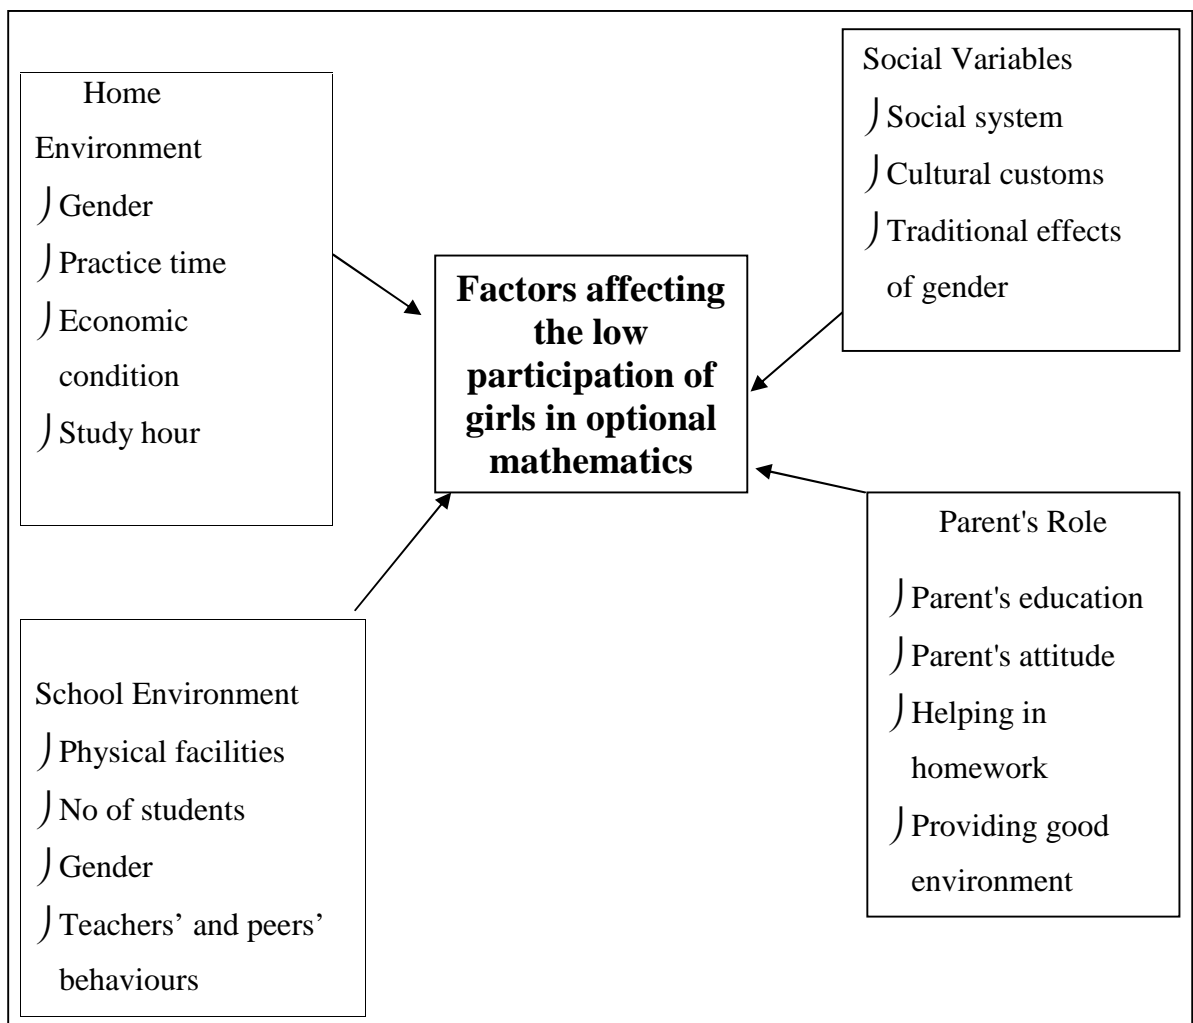 Home
Environment
Gender
Practice time
Economic
condition
Study hour
Social Variables
Social system
Cultural customs
Traditional effects
of gender
Factors affecting
the low
participation of
girls in optional
mathematics
School Environment
Physical facilities
No of students
Gender
Teachers’ and peers’
behaviours
Parent's Role
Parent's education
Parent's attitude
Helping in
homework
Providing good
environment